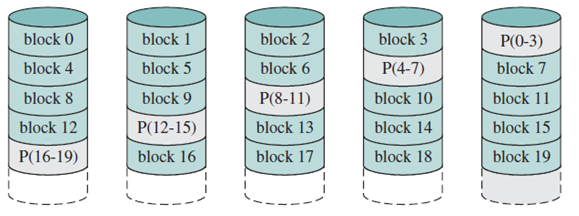 block 0 block 1 block 2 block 3 P(0-3)
block 4 block 5 block 6 P(4-7) block 7
block 8 block 9 P(8-11) block 10 block 11
block 12 P(12-15) block 13 block 14 block 15
P(16-19) block 16 block 17 block 18 block 19